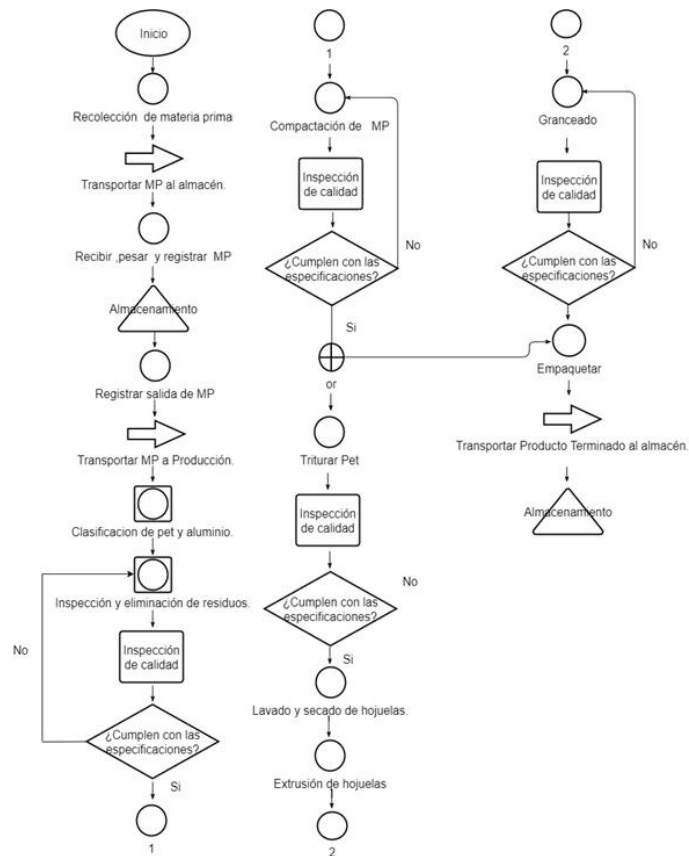 Inicio
Recolección de materia prima
Transportar MP al almacén.
Recibir ,pesar y registrar MP
Almacenamiento
Registrar salida de MP
Transportar MP a Producción.
Clasificacion de pet y aluminio.
Inspección y eliminación de residuos.
No
Inspección
de calidad
¿Cumplen con las
especificaciones?
Si
1
1
Compactación de MP
Inspección
de calidad
No
¿Cumplen con las
especificaciones?
Si
or
Triturar Pet
Inspección
de calidad
No
¿Cumplen con las
especificaciones?
Si
Lavado y secado de hojuelas.
Extrusión de hojuelas
2
2
Granceado
Inspección
de calidad
No
¿Cumplen con las
especificaciones?
Empaquetar
Transportar Producto Terminado al almacén.
Almacenamiento